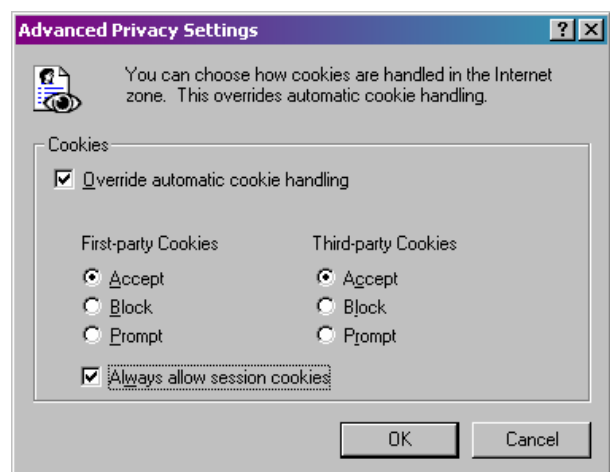 Advanced Privacy Settings
You can choose how cookies are handled in the Internet
zone. This overrides automatic cookie handling.
Cookies
Override automatic cookie handling
First-party Cookies Third-party Cookies
Accept Accept
Block Block
Prompt Prompt
Always allow session cookies
OK Cancel